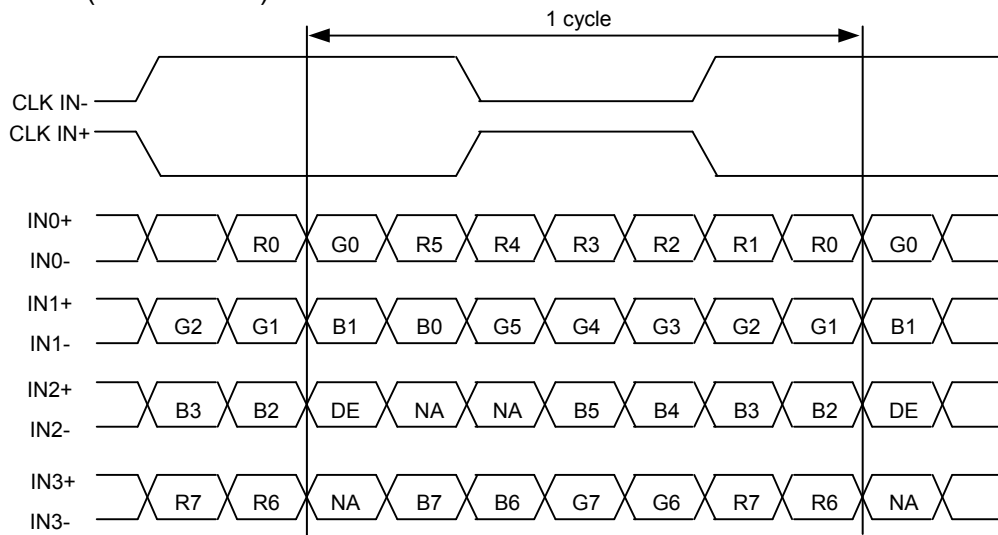 1 cycle
CLK IN-
CLK IN+
IN0+
R0 G0 R5 R4 R3 R2 R1 R0 G0
IN0-
IN1+
G2 G1 B1 B0 G5 G4 G3 G2 G1 B1
IN1-
IN2+
B3 B2 DE NA NA B5 B4 B3 B2 DE
IN2-
IN3+
R7 R6 NA B7 B6 G7 G6 R7 R6 NA
IN3-